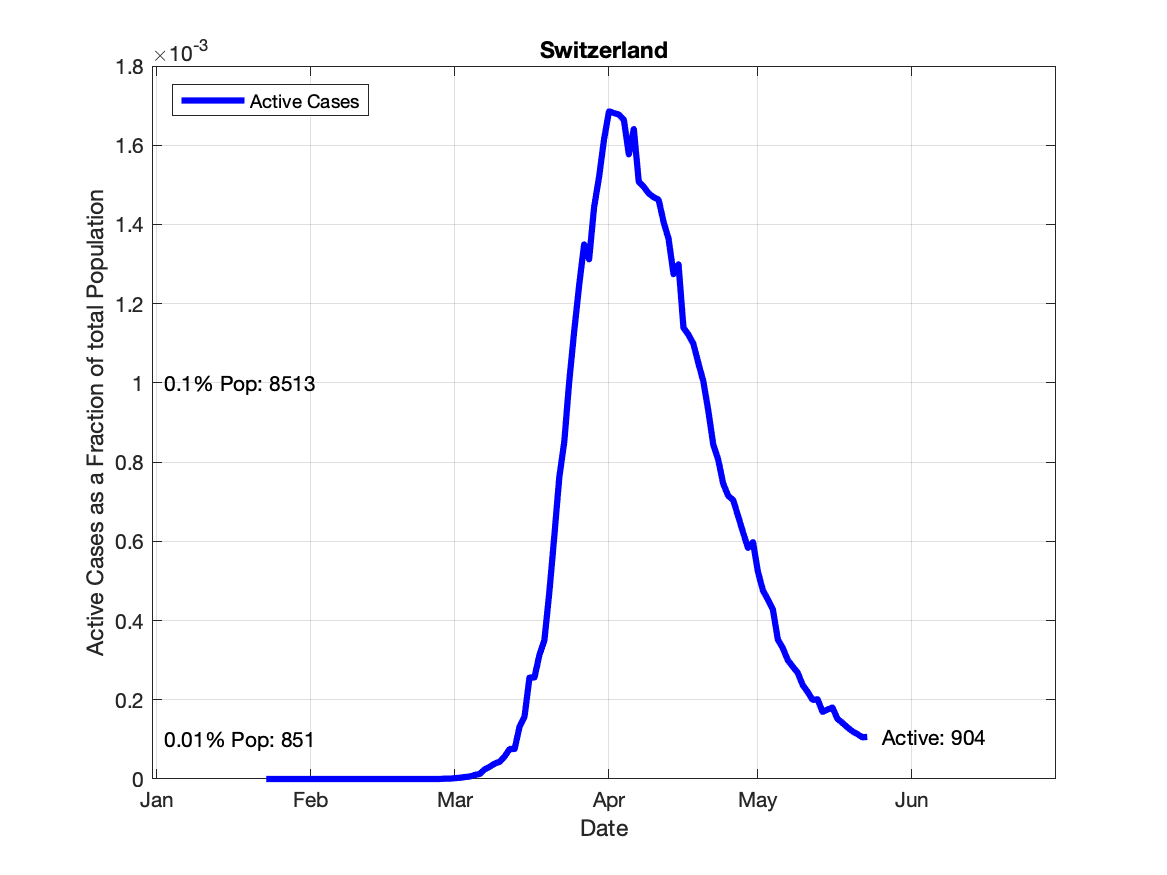 Switzerland
×10-3
1.8
Active Cases
1.6
1.4
1.2
1
0.1% Pop: 8513
0.8
0.6
0.4
0.2
0.01% Pop: 851
Active: 904
0
Jan Feb Mar Apr May Jun
Date
Active Cases as a Fraction of total Population